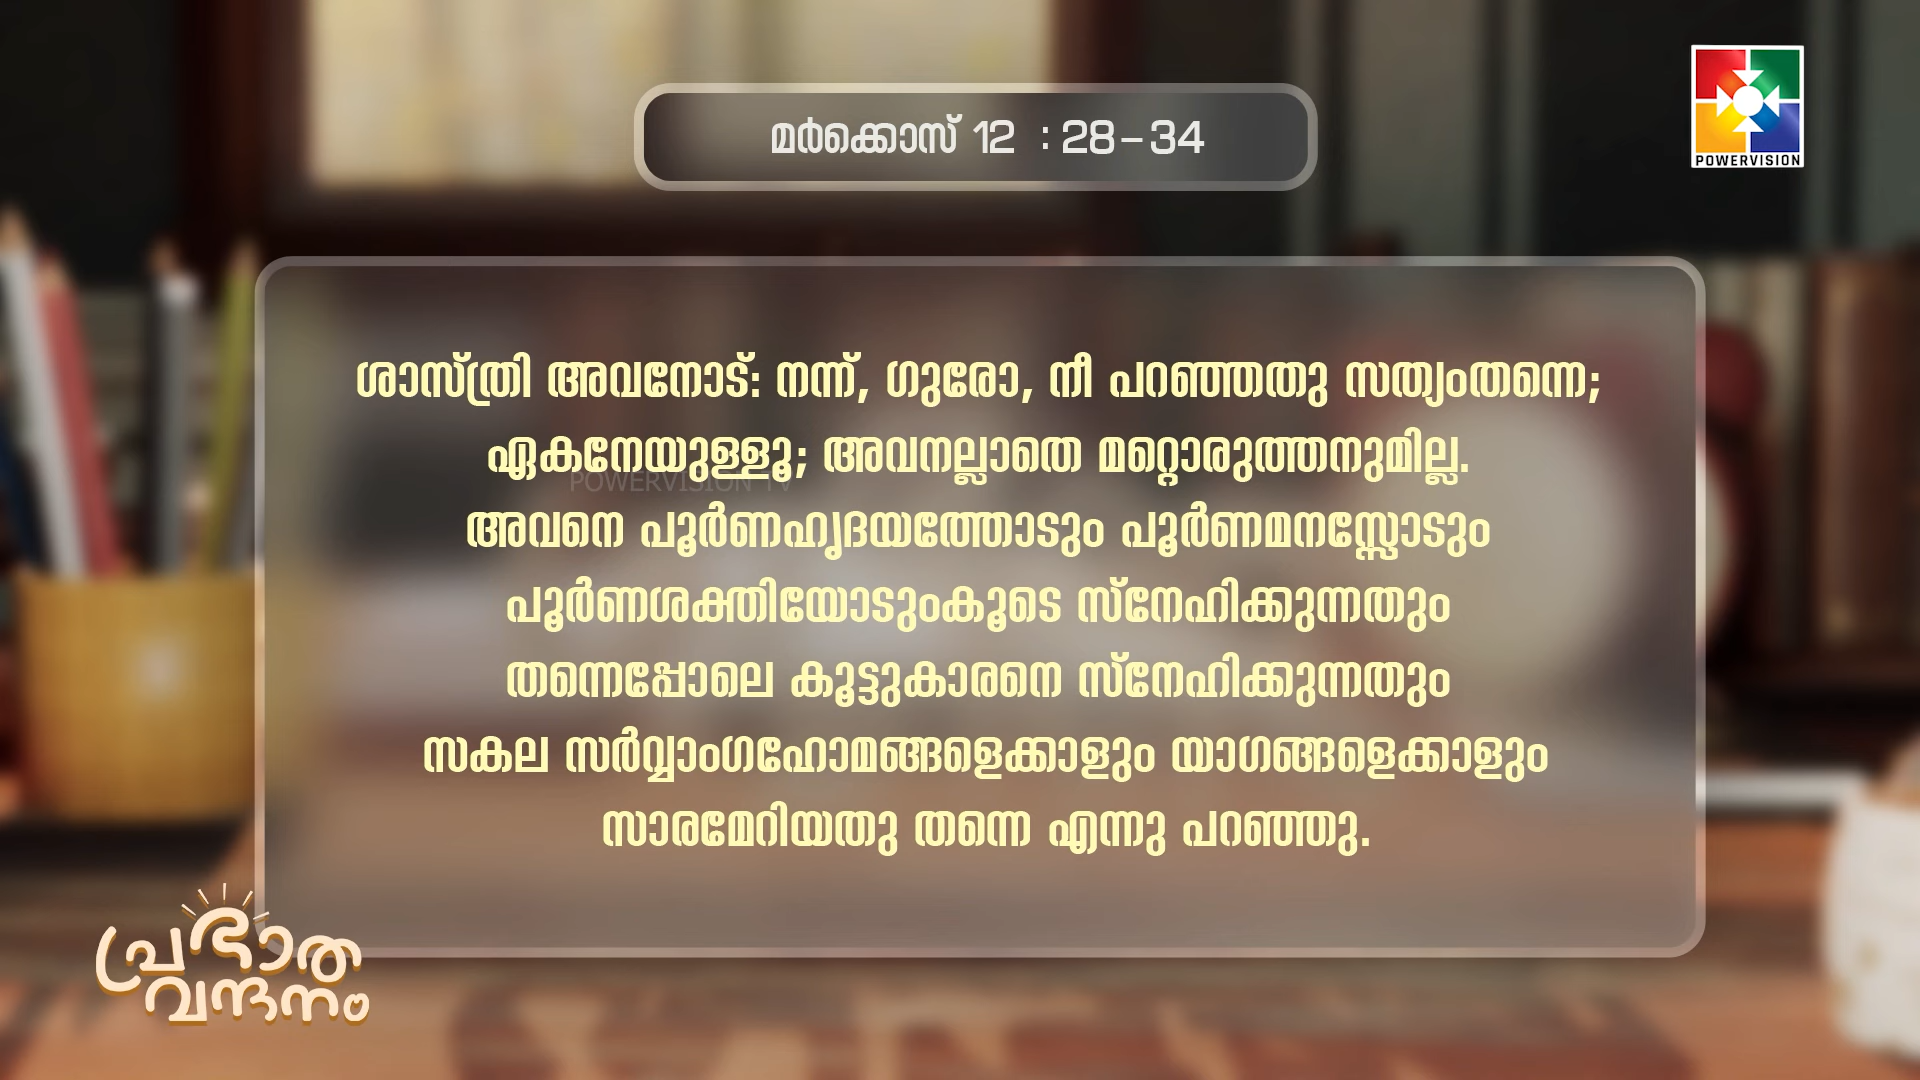 മർക്കൊസ് 12 : 28-34
POWERVISION
ശാസ്ത്രി അവനോട്: നന്ന്, ഗുരോ, നീ പറഞ്ഞതു സത്യംതന്നെ;
ഏകനേയുള്ളൂ; അവനല്ലാതെ മറ്റൊരുത്തനുമില്ല.
POWERVISION TV
അവനെ പൂർണഹൃദയത്തോടും പൂർണമനസ്സോടും
പൂർണശക്തിയോടുംകൂടെ സ്നേഹിക്കുന്നതും
തന്നെപ്പോലെ കൂട്ടുകാരനെ സ്നേഹിക്കുന്നതും
സകല സർവ്വാംഗഹോമങ്ങളെക്കാളും യാഗങ്ങളെക്കാളും
സാരമേറിയതു തന്നെ എന്നു പറഞ്ഞു.
പ്രഭാത
വന്ദനം